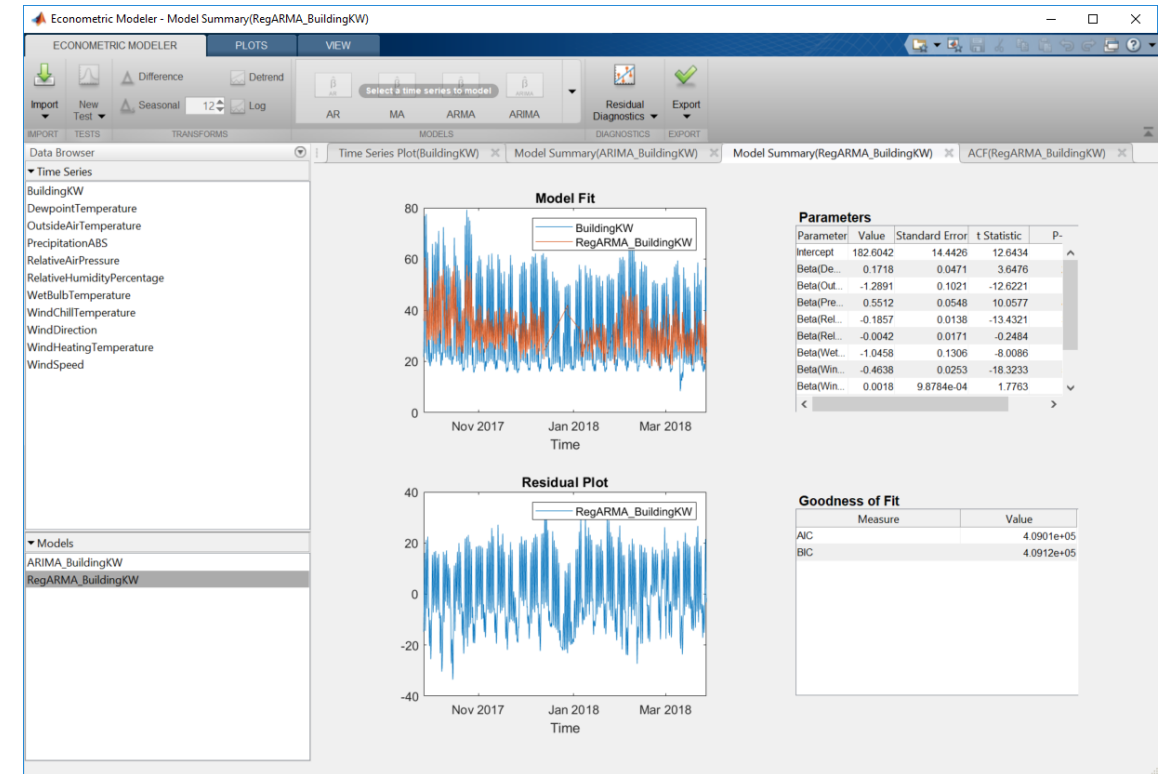 Econometric Modeler - Model Summary(RegARMA_BuildingKW)
ECONOMETRIC MODELER PLOTS VIEW
Import
New Test
Difference
Detrend
Seasonal 12 Log
Select a time series to model
AR MA ARMA ARIMA
Residual Diagnostics
Export
IMPORT TESTS TRANSFORMS MODELS DIAGNOSTICS EXPORT
Data Browser
Time Series Plot(BuildingKW) Model Summary(ARIMA_BuildingKW) Model Summary(RegARMA_BuildingKW) ACF(RegARMA_BuildingKW)
Time Series
BuildingKW
DewpointTemperature
OutsideAirTemperature
PrecipitationABS
RelativeAirPressure
RelativeHumidityPercentage
WetBulbTemperature
WindChillTemperature
WindDirection
WindHeatingTemperature
WindSpeed
Models
ARIMA_BuildingKW
RegARMA_BuildingKW
Model Fit
BuildingKW
RegARMA_BuildingKW
80
60
40
20
0
Nov 2017 Jan 2018 Mar 2018
Time
Parameters
Parameter Value Standard Error t Statistic P-
Intercept 182.6042 14.4426 12.6434
Beta(De... 0.1718 0.0471 3.6476
Beta(Out... -1.2891 0.1021 -12.6221
Beta(Pre... 0.5512 0.0548 10.0577
Beta(Rel... -0.1857 0.0138 -13.4321
Beta(Rel... -0.0042 0.0171 -0.2484
Beta(Wet... -1.0458 0.1306 -8.0086
Beta(Win... -0.4638 0.0253 -18.3233
Beta(Win... 0.0018 9.8784e-04 1.7763
Residual Plot
RegARMA_BuildingKW
40
20
0
-20
-40
Nov 2017 Jan 2018 Mar 2018
Time
Goodness of Fit
Measure Value
AIC 4.0901e+05
BIC 4.0912e+05